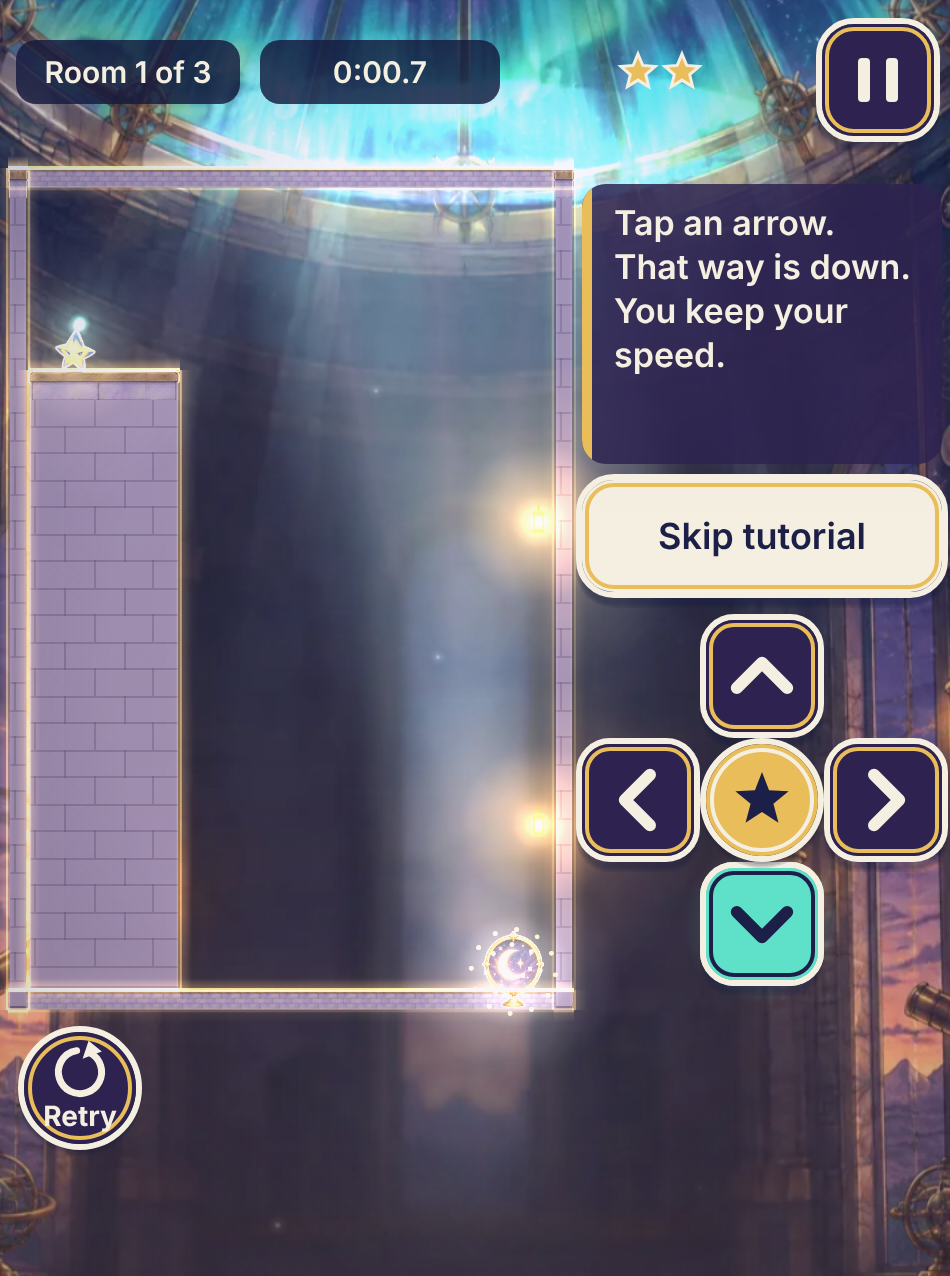 Room 1 of 3
0:00.7
Tap an arrow.
That way is down.
You keep your
speed.
Skip tutorial
Retry